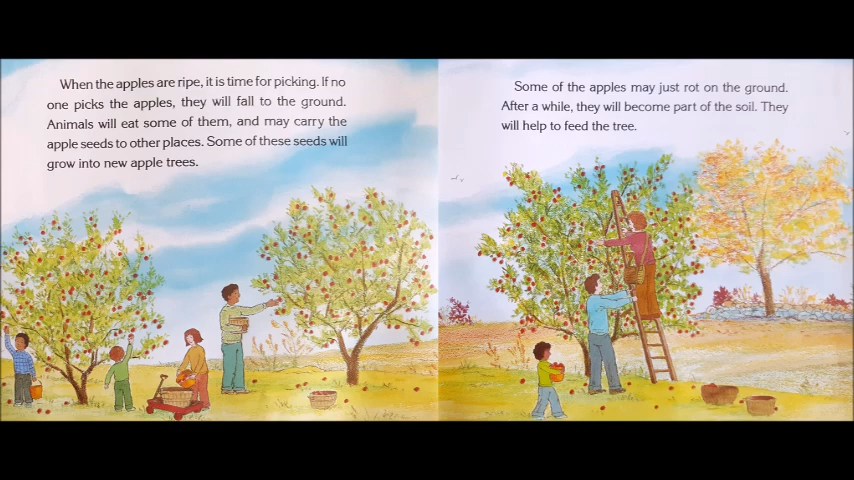 When the apples are ripe, it is time for picking. If no
one picks the apples, they will fall to the ground.
Animals will eat some of them, and may carry the
apple seeds to other places. Some of these seeds will
grow into new apple trees.
Some of the apples may just rot on the ground.
After a while, they will become part of the soil. They
will help to feed the tree.